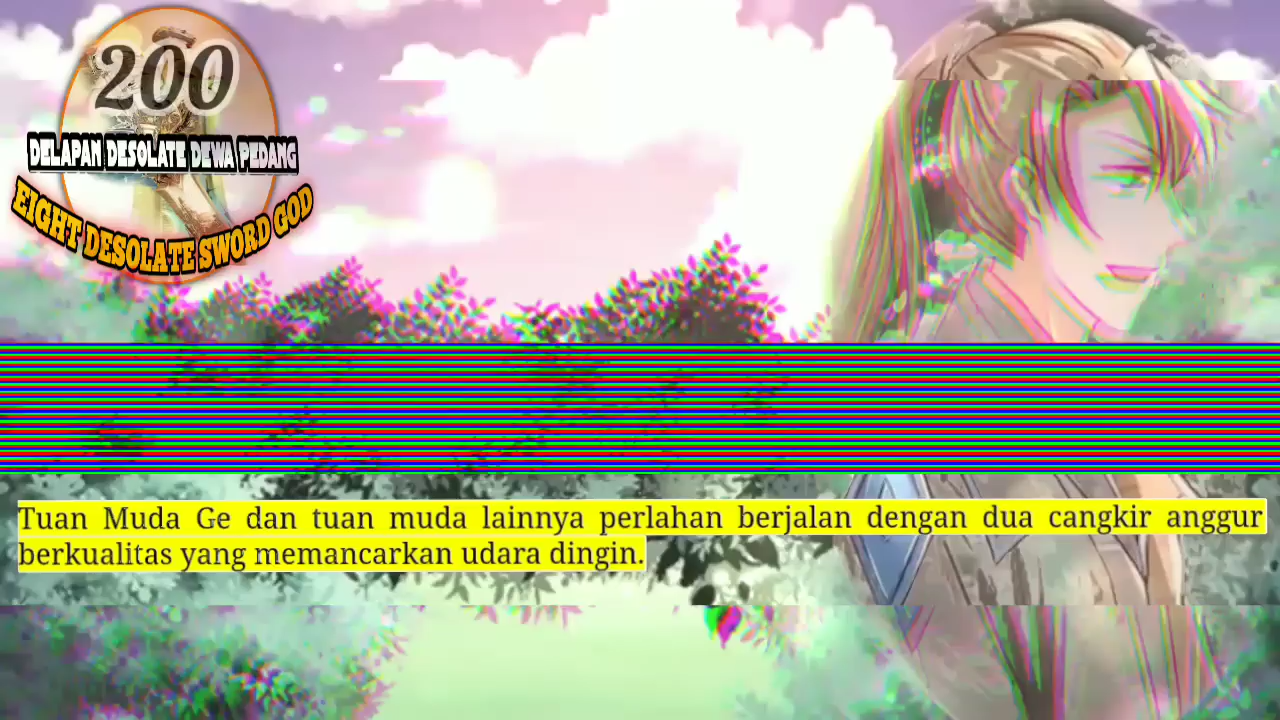 200
DELAPAN DESOLATE DEWA PEDANG
EIGHT DESOLATE SWORD GOD
Tuan Muda Ge dan tuan muda lainnya perlahan berjalan dengan dua cangkir anggur
berkualitas yang memancarkan udara dingin.